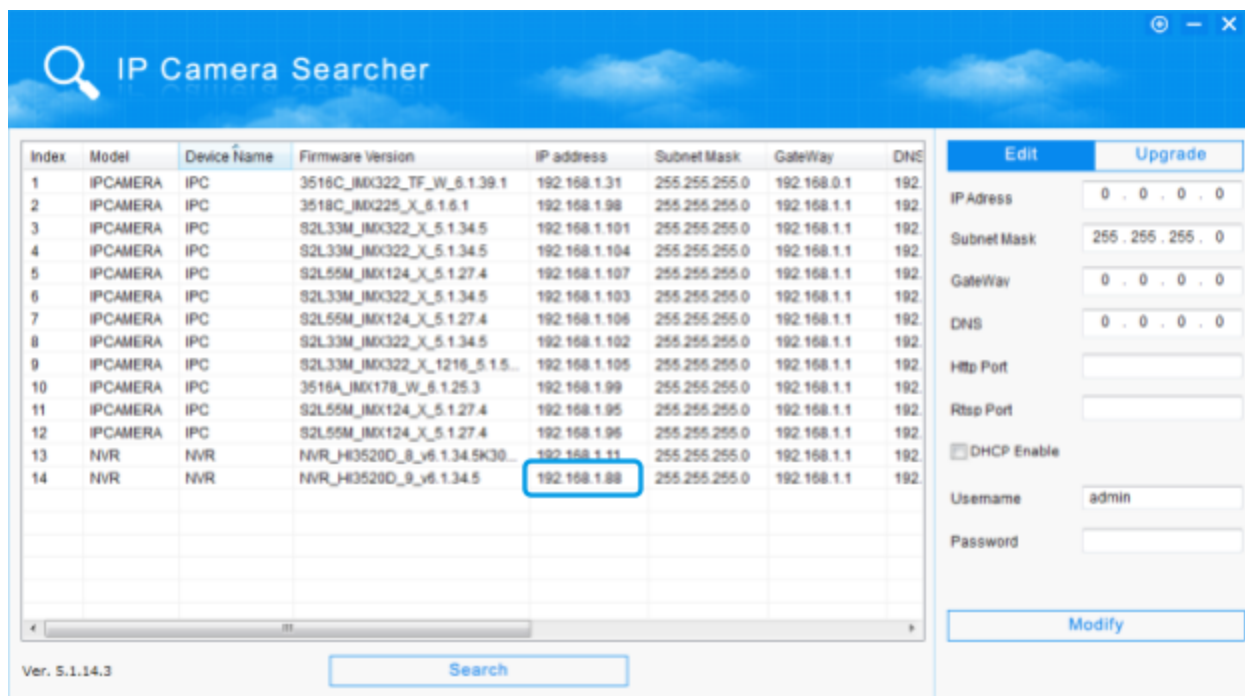 IP Camera Searcher
Index Model Device Name Firmware Version IP address Subnet Mask GateWay DNS
1 IPCAMERA IPC 3516C_IMX322_TF_W_6.1.39.1 192.168.1.31 255.255.255.0 192.168.0.1 192.
2 IPCAMERA IPC 3518C_IMX225_X_6.1.6.1 192.168.1.98 255.255.255.0 192.168.1.1 192.
3 IPCAMERA IPC S2L33M_IMX322_X_5.1.34.5 192.168.1.101 255.255.255.0 192.168.1.1 192.
4 IPCAMERA IPC S2L33M_IMX322_X_5.1.34.5 192.168.1.104 255.255.255.0 192.168.1.1 192.
5 IPCAMERA IPC S2L55M_IMX124_X_5.1.27.4 192.168.1.107 255.255.255.0 192.168.1.1 192.
6 IPCAMERA IPC S2L33M_IMX322_X_5.1.34.5 192.168.1.103 255.255.255.0 192.168.1.1 192.
7 IPCAMERA IPC S2L55M_IMX124_X_5.1.27.4 192.168.1.106 255.255.255.0 192.168.1.1 192.
8 IPCAMERA IPC S2L33M_IMX322_X_5.1.34.5 192.168.1.102 255.255.255.0 192.168.1.1 192.
9 IPCAMERA IPC S2L33M_IMX322_X_1216_5.1.5... 192.168.1.105 255.255.255.0 192.168.1.1 192.
10 IPCAMERA IPC 3516A_IMX178_W_6.1.25.3 192.168.1.99 255.255.255.0 192.168.1.1 192.
11 IPCAMERA IPC S2L55M_IMX124_X_5.1.27.4 192.168.1.95 255.255.255.0 192.168.1.1 192.
12 IPCAMERA IPC S2L55M_IMX124_X_5.1.27.4 192.168.1.96 255.255.255.0 192.168.1.1 192.
13 NVR NVR NVR_HI3520D_8_v6.1.34.5K30... 192.168.1.11 255.255.255.0 192.168.1.1 192.
14 NVR NVR NVR_HI3520D_9_v6.1.34.5 192.168.1.88 255.255.255.0 192.168.1.1 192.
Ver. 5.1.14.3 Search
Edit Upgrade
IP Adress 0 . 0 . 0 . 0
Subnet Mask 255 . 255 . 255 . 0
GateWay 0 . 0 . 0 . 0
DNS 0 . 0 . 0 . 0
Http Port
Rtsp Port
DHCP Enable
Username admin
Password
Modify